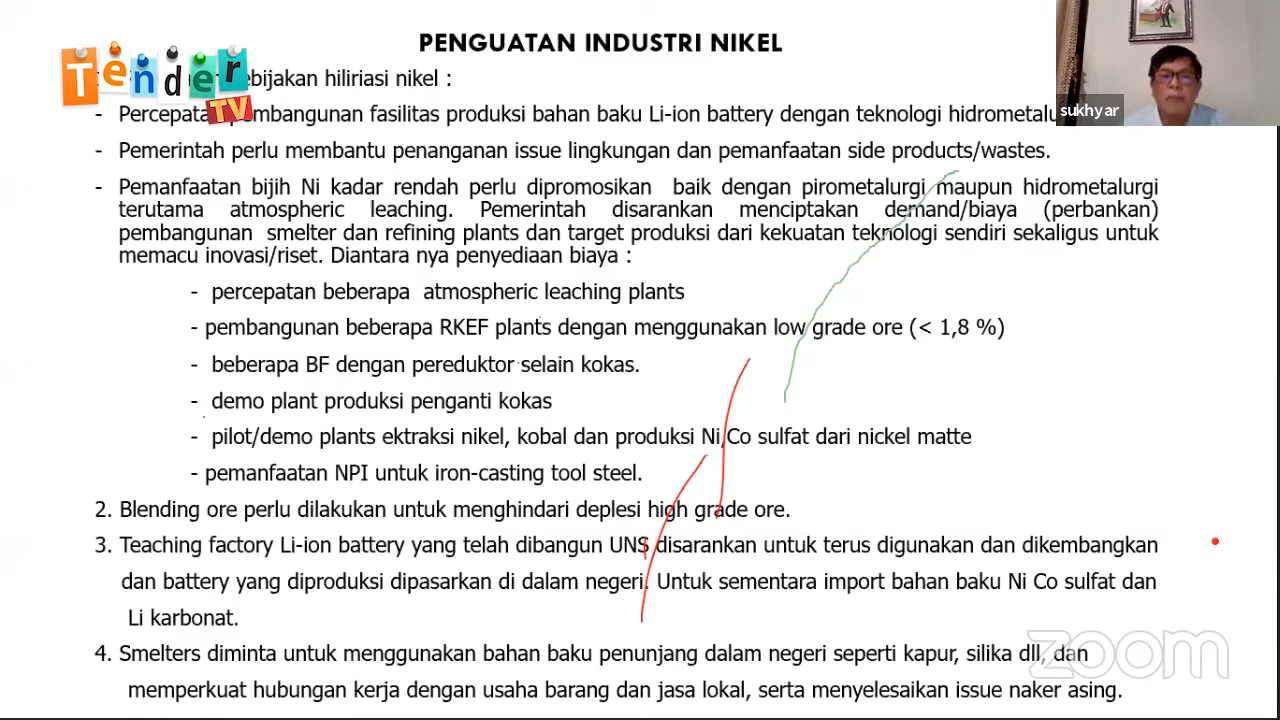 PENGUATAN INDUSTRI NIKEL
Tender TV
sukhyar
hiliriasi nikel :
- pembangunan fasilitas produksi bahan baku Li-ion battery dengan teknologi
- Pemerintah perlu membantu penanganan issue lingkungan dan pemanfaatan side products/wastes.
- Pemanfaatan bijih Ni kadar rendah perlu dipromosikan baik dengan pirometalurgi maupun hidrometalurgi
terutama atmospheric leaching. Pemerintah disarankan menciptakan demand/biaya (perbankan)
pembangunan smelter dan refining plants dan target produksi dari kekuatan teknologi sendiri sekaligus untuk
memacu inovasi/riset. Diantara nya penyediaan biaya :
- percepatan beberapa atmospheric leaching plants
- pembangunan beberapa RKEF plants dengan menggunakan low grade ore (< 1,8 %)
- beberapa BF dengan pereduktor selain kokas.
- demo plant produksi penganti kokas
- pilot/demo plants ektraksi nikel, kobal dan produksi Ni,Co sulfat dari nickel matte
- pemanfaatan NPI untuk iron-casting tool steel.
2. Blending ore perlu dilakukan untuk menghindari deplesi high grade ore.
3. Teaching factory Li-ion battery yang telah dibangun UNS disarankan untuk terus digunakan dan dikembangkan
dan battery yang diproduksi dipasarkan di dalam negeri. Untuk sementara import bahan baku Ni Co sulfat dan
Li karbonat.
4. Smelters diminta untuk menggunakan bahan baku penunjang dalam negeri seperti kapur, silika dll, dan
memperkuat hubungan kerja dengan usaha barang dan jasa lokal, serta menyelesaikan issue naker asing.
zoom